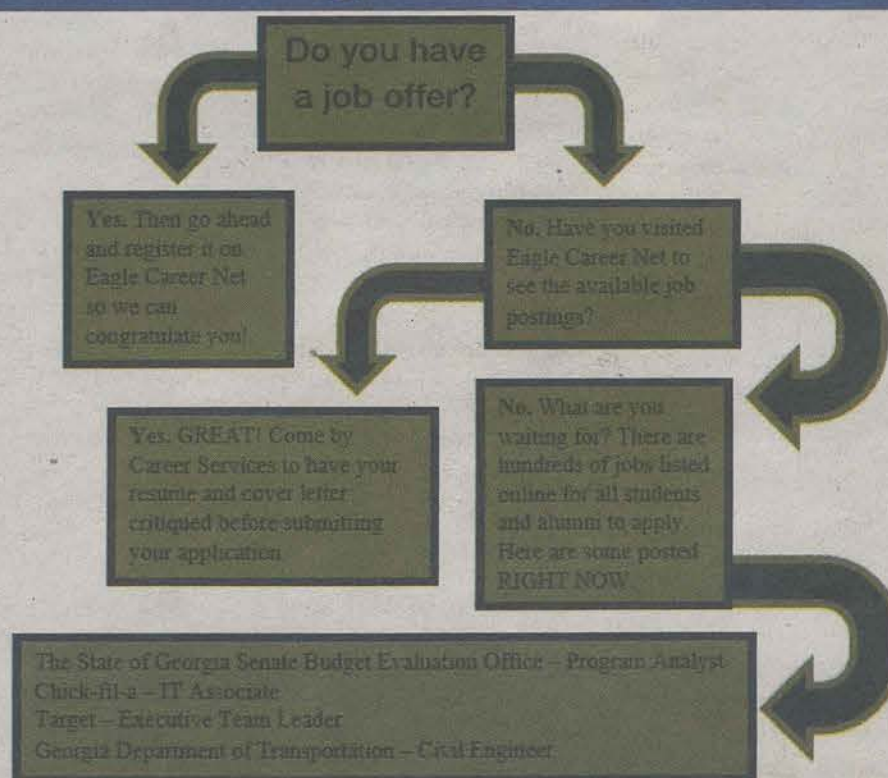 Do you have
a job offer?
Yes. Then go ahead
and register it on
Eagle Career Net
so we can
congratulate you!
No. Have you visited
Eagle Career Net to
see the available job
postings?
Yes. GREAT! Come by
Career Services to have your
resume and cover letter
critiqued before submitting
your application
No. What are you
waiting for? There are
hundreds of jobs listed
online for all students
and alumni to apply.
Here are some posted
RIGHT NOW
The State of Georgia Senate Budget Evaluation Office – Program Analyst
Chick-fil-a – IT Associate
Target – Executive Team Leader
Georgia Department of Transportation – Civil Engineer